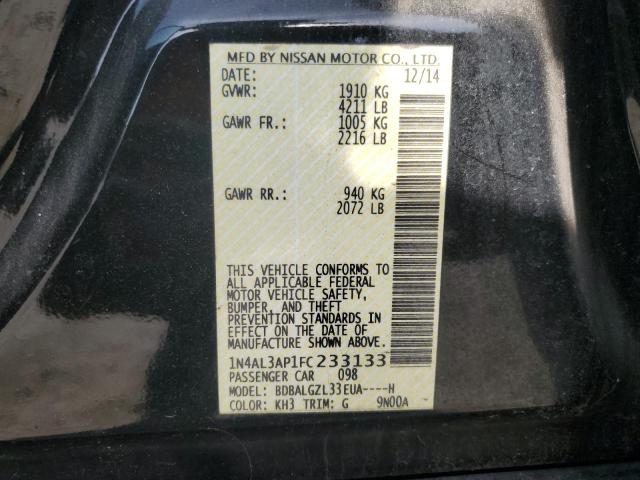 MFD BY NISSAN MOTOR CO., LTD.
DATE: 12/14
GVWR: 1910 KG
4211 LB
GAWR FR.: 1005 KG
2216 LB
GAWR RR.: 940 KG
2072 LB
THIS VEHICLE CONFORMS TO
ALL APPLICABLE FEDERAL
MOTOR VEHICLE SAFETY,
BUMPER, AND THEFT
PREVENTION STANDARDS IN
EFFECT ON THE DATE OF
MANUFACTURE SHOWN ABOVE.
1N4AL3AP1FC233133
PASSENGER CAR 098
MODEL: BDBALGZL33EUA----H
COLOR: KH3 TRIM: G 9N00A